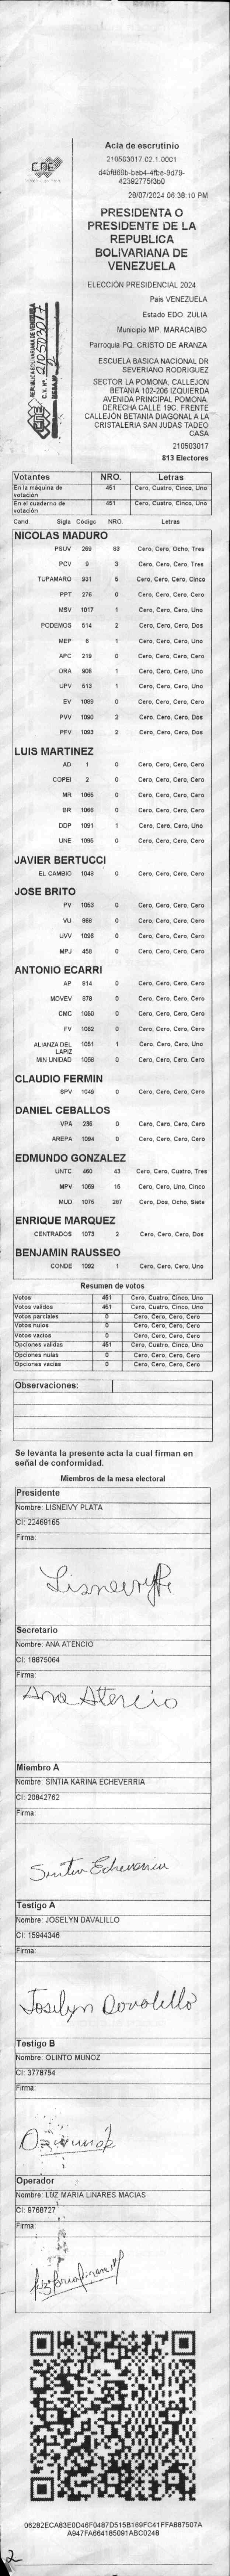 CNE
Acta de escrutinio
210503017.02.1.0001
42392775f3b0
28/07/2024 06:38:10 PM
PRESIDENTA O
PRESIDENTE DE LA
REPUBLICA
BOLIVARIANA DE
VENEZUELA
ELECCIÓN PRESIDENCIAL 2024
País VENEZUELA
Estado EDO. ZULIA
Municipio MP. MARACAIBO
Parroquia PQ. CRISTO DE ARANZA
ESCUELA BASICA NACIONAL DR
SEVERIANO RODRIGUEZ
SECTOR LA POMONA. CALLEJON
BETANIA 102-206 IZQUIERDA
AVENIDA PRINCIPAL POMONA.
DERECHA CALLE 19C. FRENTE
CALLEJON BETANIA DIAGONAL A LA
CRISTALERIA SAN JUDAS TADEO
CASA
210503017
813 Electores
Votantes NRO. Letras
En la máquina de votación 451 Cero, Cuatro, Cinco, Uno
En el cuaderno de votación 451 Cero, Cuatro, Cinco, Uno
Cand. Sigla Código NRO. Letras
NICOLAS MADURO
PSUV 269 83 Cero, Cero, Ocho, Tres
PCV 9 3 Cero, Cero, Cero, Tres
TUPAMARO 931 5 Cero, Cero, Cero, Cinco
PPT 276 0 Cero, Cero, Cero, Cero
MSV 1017 1 Cero, Cero, Cero, Uno
PODEMOS 514 2 Cero, Cero, Cero, Dos
MEP 6 1 Cero, Cero, Cero, Uno
APC 219 0 Cero, Cero, Cero, Cero
ORA 906 1 Cero, Cero, Cero, Uno
UPV 513 1 Cero, Cero, Cero, Uno
EV 1089 0 Cero, Cero, Cero, Cero
PVV 1090 2 Cero, Cero, Cero, Dos
PFV 1093 2 Cero, Cero, Cero, Dos
LUIS MARTINEZ
AD 1 0 Cero, Cero, Cero, Cero
COPEI 2 0 Cero, Cero, Cero, Cero
MR 1065 0 Cero, Cero, Cero, Cero
BR 1066 0 Cero, Cero, Cero, Cero
DDP 1091 1 Cero, Cero, Cero, Uno
UNE 1095 0 Cero, Cero, Cero, Cero
JAVIER BERTUCCI
EL CAMBIO 1048 0 Cero, Cero, Cero, Cero
JOSE BRITO
PV 1053 0 Cero, Cero, Cero, Cero
VU 868 0 Cero, Cero, Cero, Cero
UVV 1096 0 Cero, Cero, Cero, Cero
MPJ 458 0 Cero, Cero, Cero, Cero
ANTONIO ECARRI
AP 814 0 Cero, Cero, Cero, Cero
MOVEV 678 0 Cero, Cero, Cero, Cero
CMC 1050 0 Cero, Cero, Cero, Cero
FV 1062 0 Cero, Cero, Cero, Cero
ALIANZA DEL LAPIZ 1051 1 Cero, Cero, Cero, Uno
MIN UNIDAD 1056 0 Cero, Cero, Cero, Cero
CLAUDIO FERMIN
SPV 1049 0 Cero, Cero, Cero, Cero
DANIEL CEBALLOS
VPA 236 0 Cero, Cero, Cero, Cero
AREPA 1094 0 Cero, Cero, Cero, Cero
EDMUNDO GONZALEZ
UNTC 460 43 Cero, Cero, Cuatro, Tres
MPV 1059 15 Cero, Cero, Uno, Cinco
MUD 1075 287 Cero, Dos, Ocho, Siete
ENRIQUE MARQUEZ
CENTRADOS 1073 2 Cero, Cero, Cero, Dos
BENJAMIN RAUSSEO
CONDE 1092 1 Cero, Cero, Cero, Uno
Resumen de votos
Votos 451 Cero, Cuatro, Cinco, Uno
Votos validos 451 Cero, Cuatro, Cinco, Uno
Votos parciales 0 Cero, Cero, Cero, Cero
Votos nulos 0 Cero, Cero, Cero, Cero
Votos vacios 0 Cero, Cero, Cero, Cero
Opciones validas 451 Cero, Cuatro, Cinco, Uno
Opciones nulas 0 Cero, Cero, Cero, Cero
Opciones vacias 0 Cero, Cero, Cero, Cero
Observaciones:
Se levanta la presente acta la cual firman en
señal de conformidad.
Miembros de la mesa electoral
Presidente
Nombre: LISNEIVY PLATA
CI: 22469165
Firma:
Secretario
Nombre: ANA ATENCIO
CI: 18875064
Firma:
Ana Atencio
Miembro A
Nombre: SINTIA KARINA ECHEVERRIA
CI: 20842762
Firma:
Sintia Echeverria
Testigo A
Nombre: JOSELYN DAVALILLO
CI: 15944346
Firma:
Joselyn Davalillo
Testigo B
Nombre: OLINTO MUÑOZ
CI: 3778754
Firma:
Operador
Nombre: LUZ MARIA LINARES MACIAS
CI: 9768727
Firma:
06282ECA83E0D46F0487D515B169FC41FFA887507A
A947FA664185091ABC0248
2